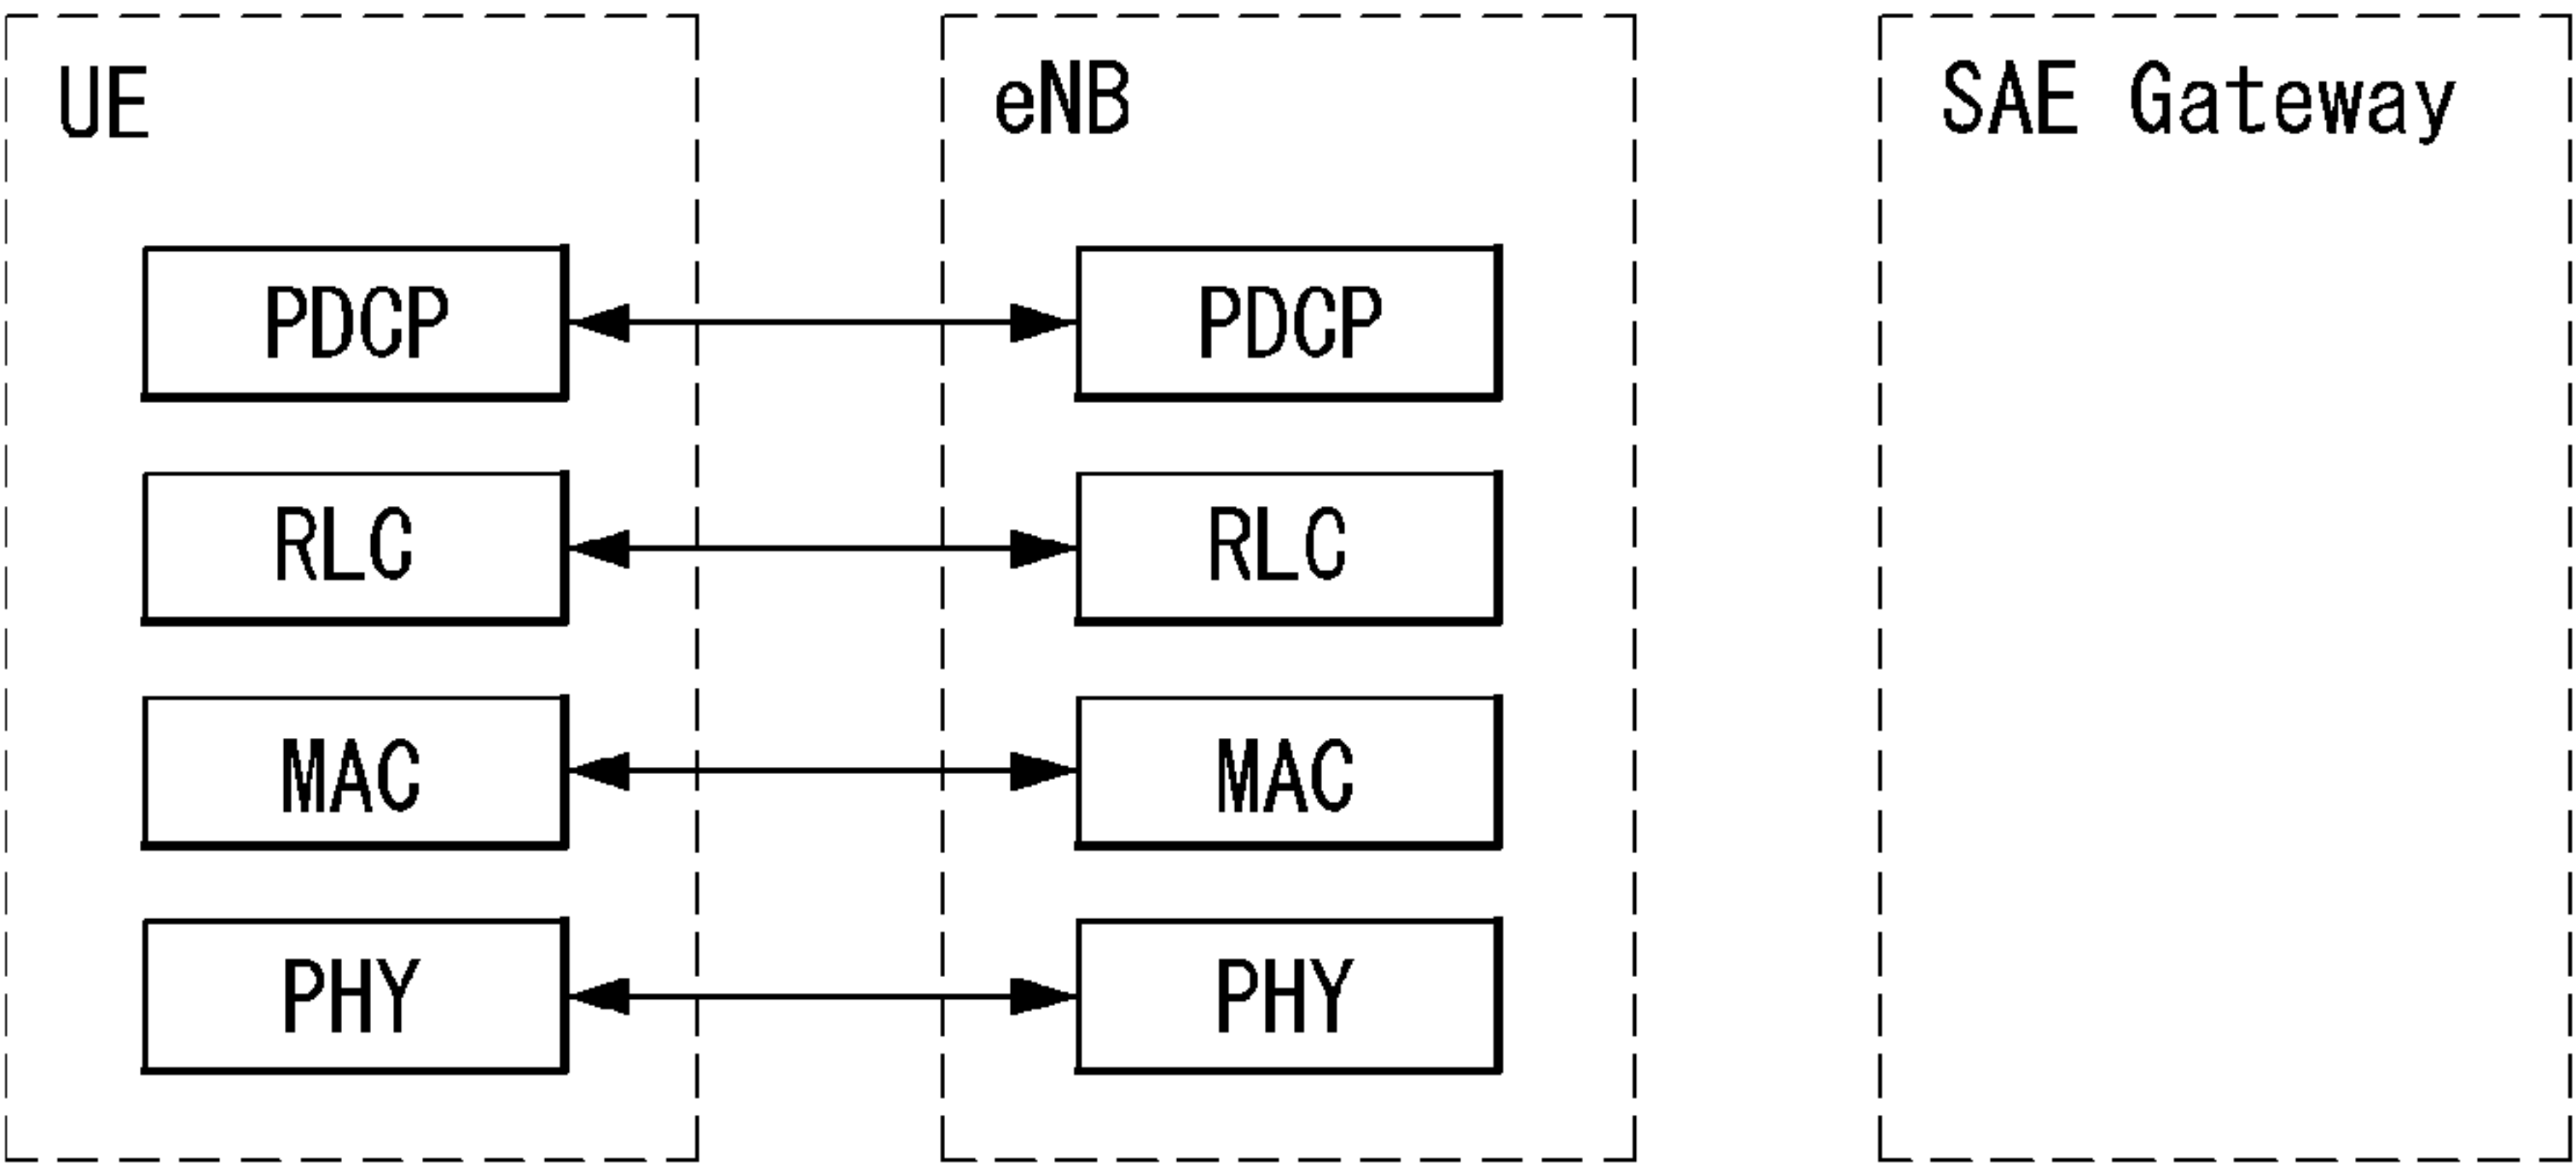 UE
eNB
SAE Gateway
PDCP
PDCP
RLC
RLC
MAC
MAC
PHY
PHY